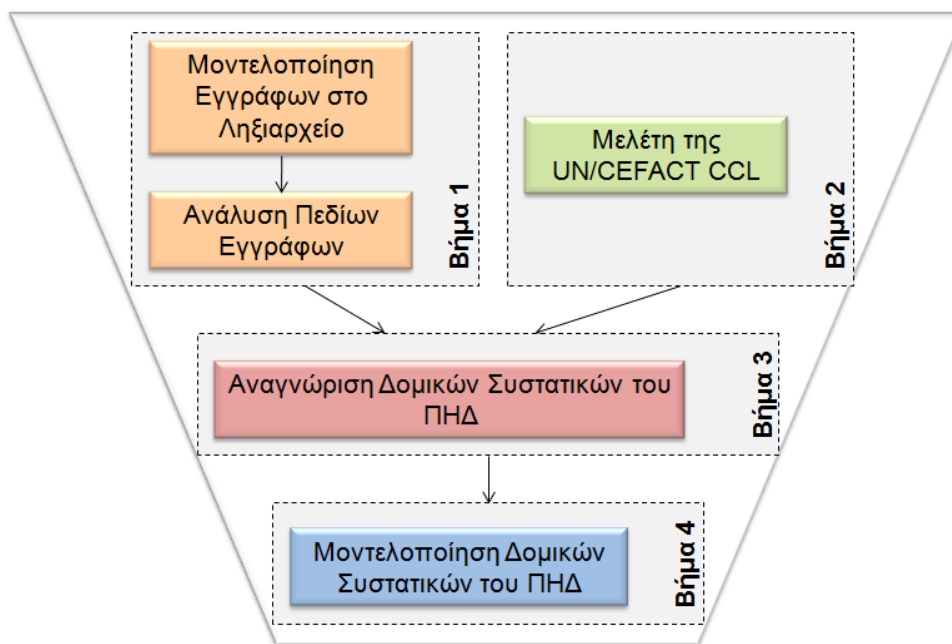 Μοντελοποίηση
Εγγράφων στο
Ληξιαρχείο
Ανάλυση Πεδίων
Εγγράφων
Βήμα 1
Μελέτη της
UN/CEFACT CCL
Βήμα 2
Αναγνώριση Δομικών Συστατικών του
ΠΗΔ
Βήμα 3
Μοντελοποίηση Δομικών
Συστατικών του ΠΗΔ
Βήμα 4